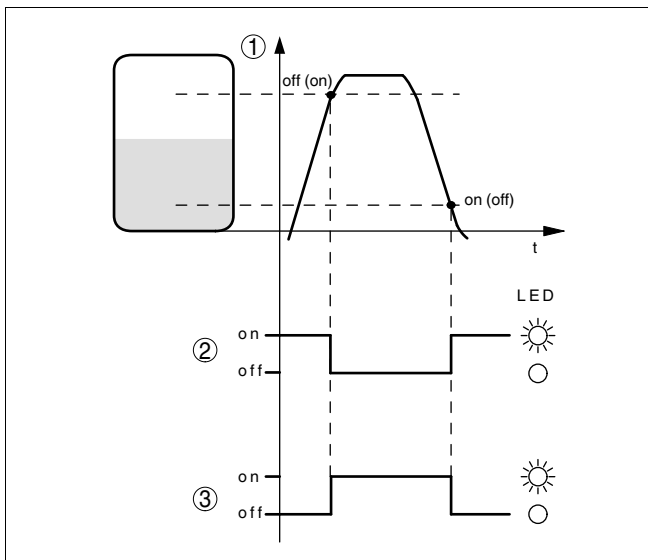 ①
off (on)
on (off)
t
LED
② on
off
③ on
off